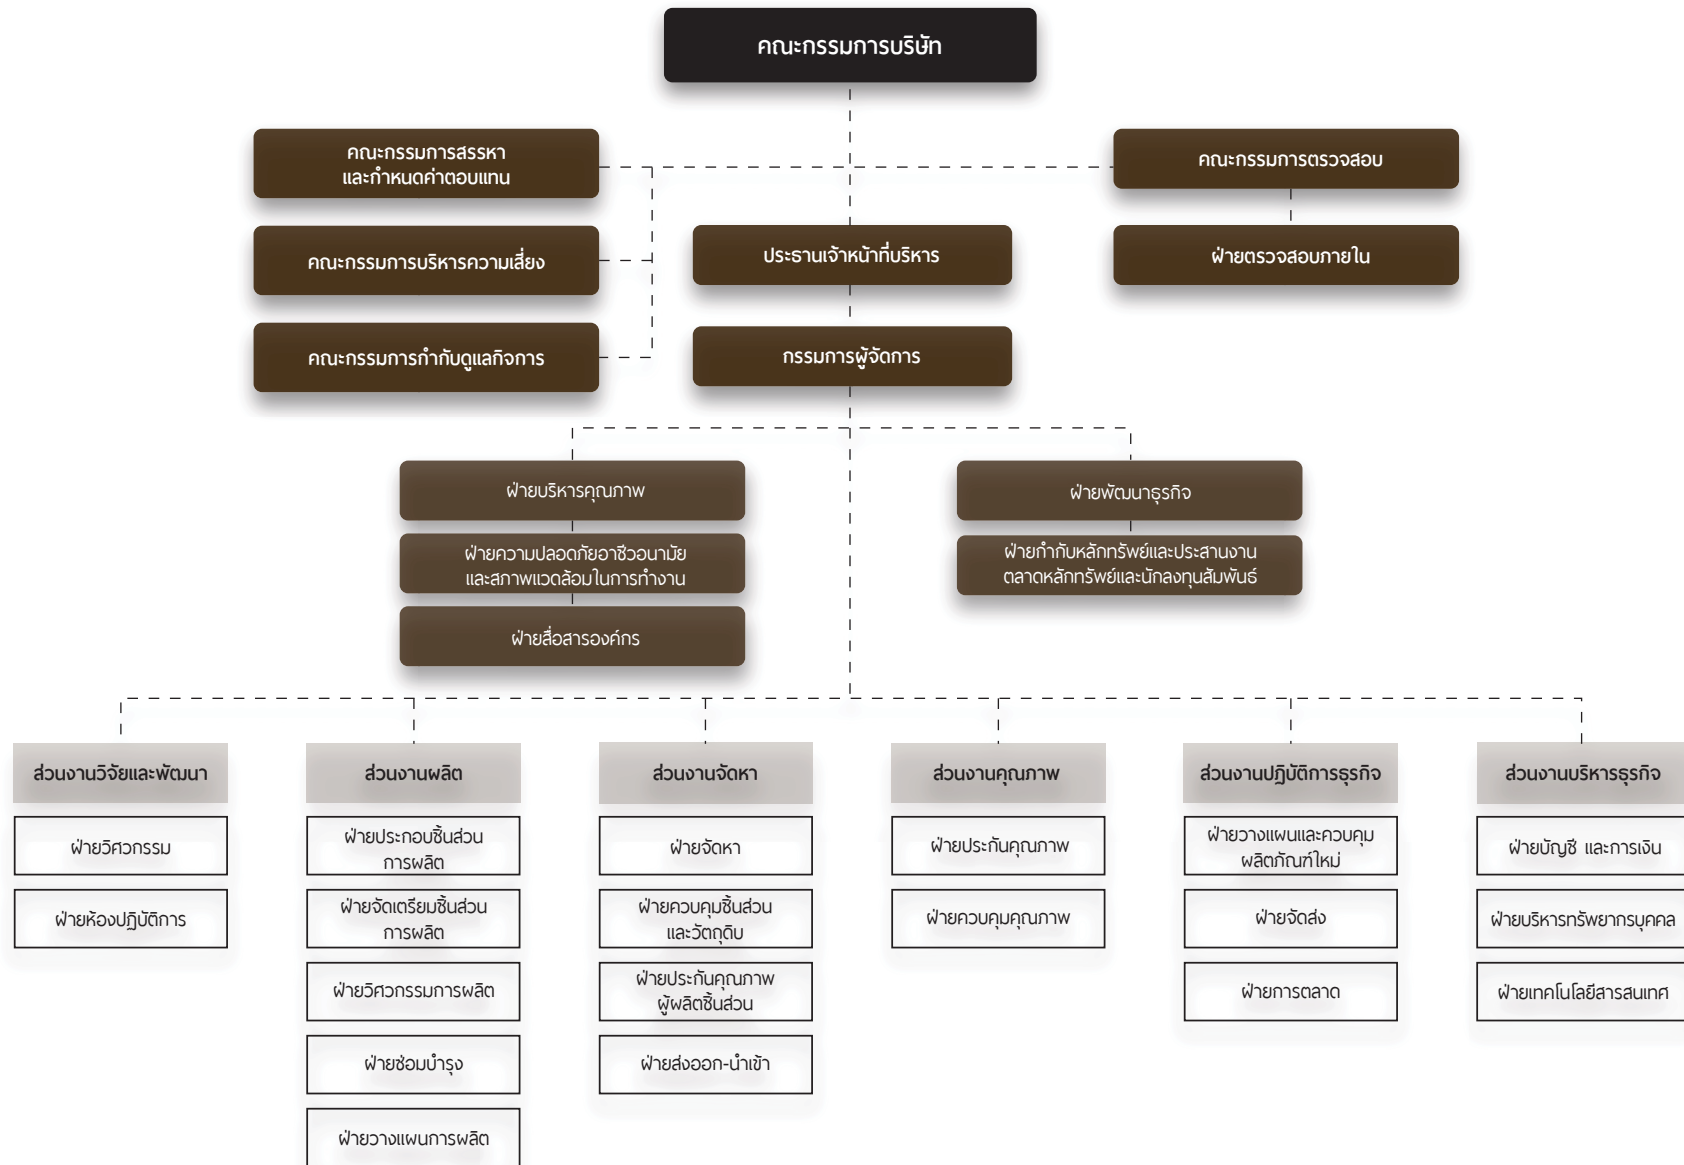 คณะกรรมการบริษัท
คณะกรรมการสรรหา
และกำหนดค่าตอบแทน
คณะกรรมการตรวจสอบ
คณะกรรมการบริหารความเสี่ยง
ประธานเจ้าหน้าที่บริหาร
ฝ่ายตรวจสอบภายใน
คณะกรรมการกำกับดูแลกิจการ
กรรมการผู้จัดการ
ฝ่ายบริหารคุณภาพ
ฝ่ายพัฒนาธุรกิจ
ฝ่ายความปลอดภัยอาชีวอนามัย
และสภาพแวดล้อมในการทำงาน
ฝ่ายกำกับหลักทรัพย์และประสานงาน
ตลาดหลักทรัพย์และนักลงทุนสัมพันธ์
ฝ่ายสื่อสารองค์กร
ส่วนงานวิจัยและพัฒนา
ฝ่ายวิศวกรรม
ฝ่ายห้องปฏิบัติการ
ส่วนงานผลิต
ฝ่ายประกอบชิ้นส่วน
การผลิต
ฝ่ายจัดเตรียมชิ้นส่วน
การผลิต
ฝ่ายวิศวกรรมการผลิต
ฝ่ายซ่อมบำรุง
ฝ่ายวางแผนการผลิต
ส่วนงานจัดหา
ฝ่ายจัดหา
ฝ่ายควบคุมชิ้นส่วน
และวัตถุดิบ
ฝ่ายประกันคุณภาพ
ผู้ผลิตชิ้นส่วน
ฝ่ายส่งออก-นำเข้า
ส่วนงานคุณภาพ
ฝ่ายประกันคุณภาพ
ฝ่ายควบคุมคุณภาพ
ส่วนงานปฏิบัติการธุรกิจ
ฝ่ายวางแผนและควบคุม
ผลิตภัณฑ์ใหม่
ฝ่ายจัดส่ง
ฝ่ายการตลาด
ส่วนงานบริหารธุรกิจ
ฝ่ายบัญชี และการเงิน
ฝ่ายบริหารทรัพยากรบุคคล
ฝ่ายเทคโนโลยีสารสนเทศ